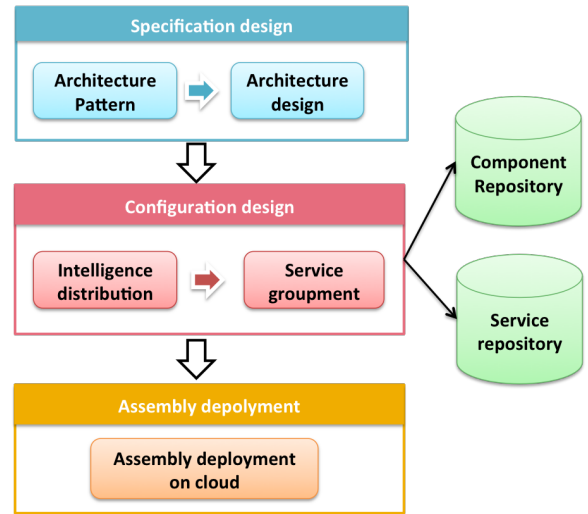 Specification design
Architecture
Pattern
Architecture
design
Configuration design
Intelligence
distribution
Service
groupment
Component
Repository
Service
repository
Assembly depolyment
Assembly deployment
on cloud